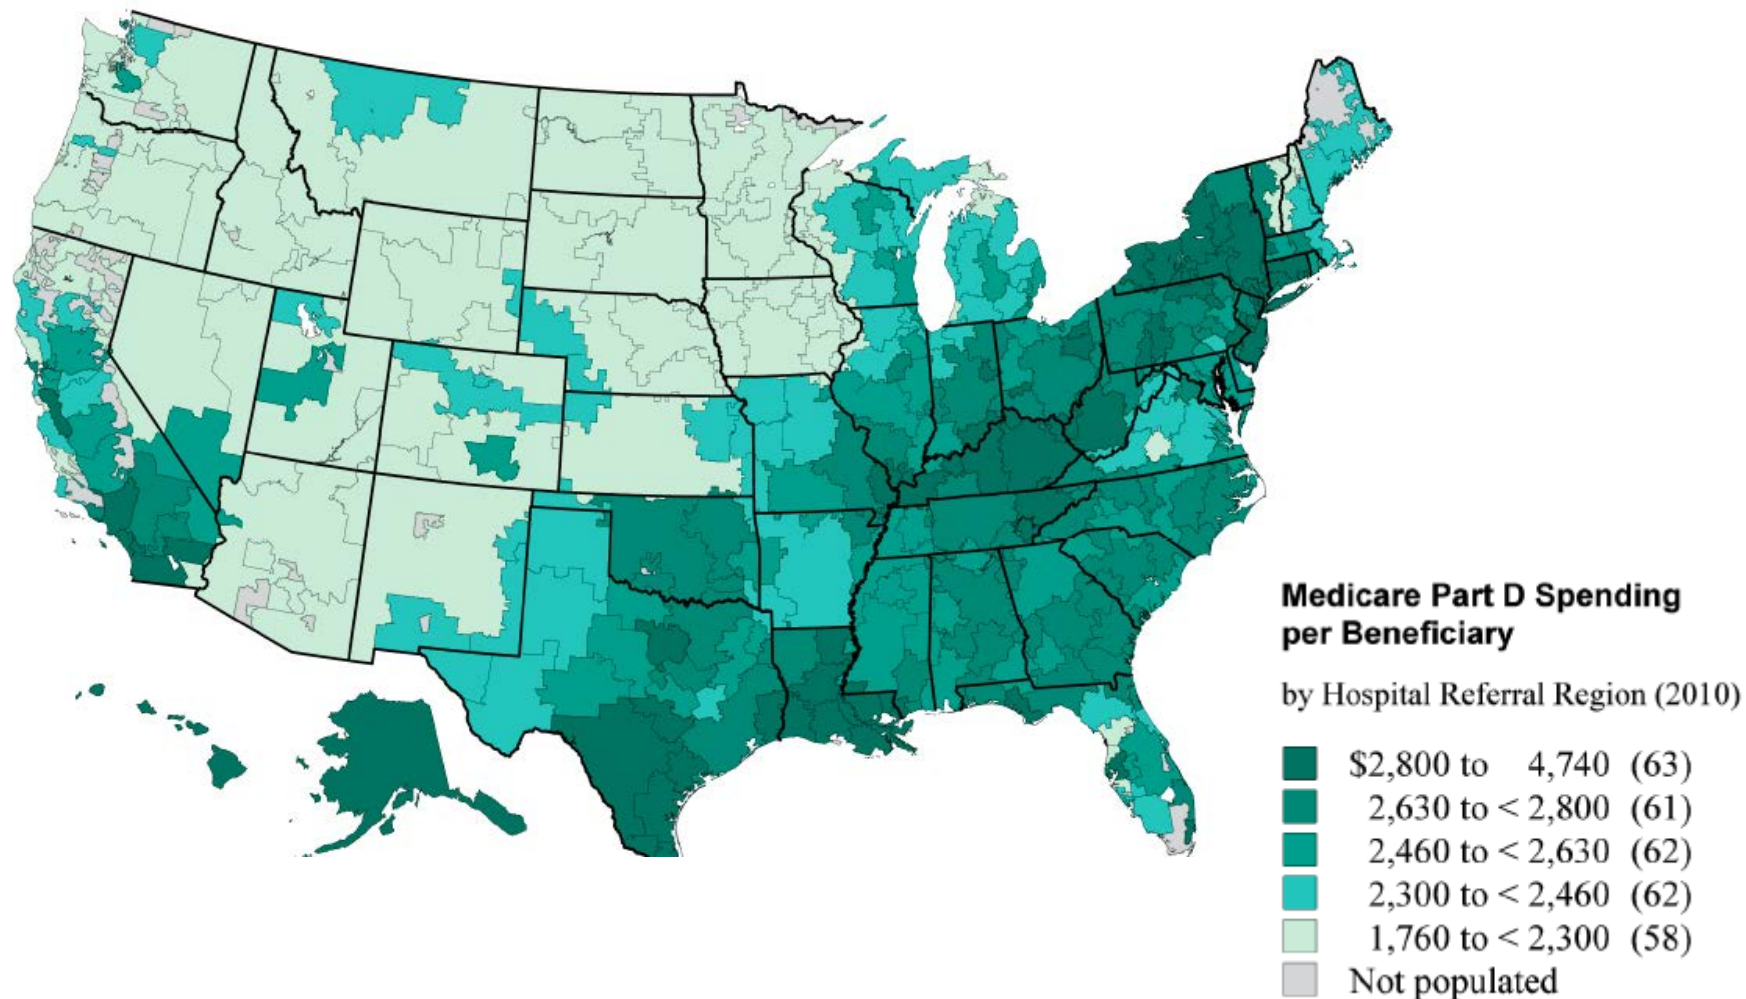 Medicare Part D Spending
per Beneficiary
by Hospital Referral Region (2010)
$2,800 to 4,740 (63)
2,630 to < 2,800 (61)
2,460 to < 2,630 (62)
2,300 to < 2,460 (62)
1,760 to < 2,300 (58)
Not populated